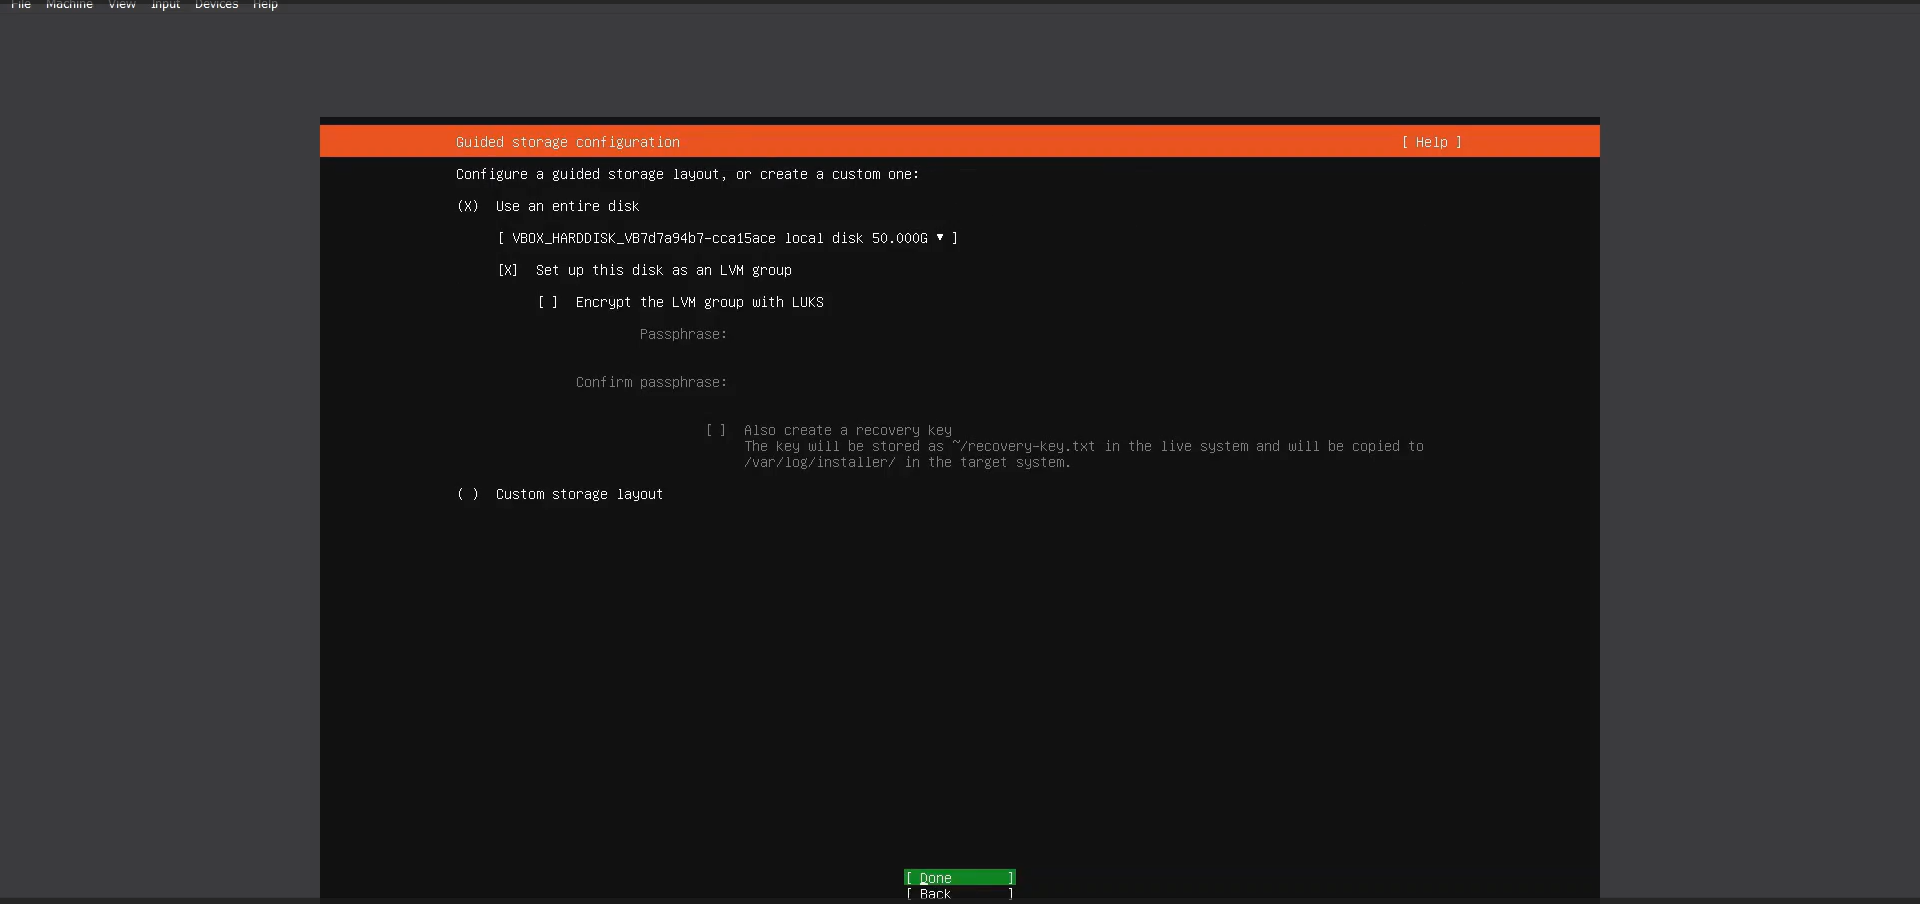 File Machine View Input Devices Help
Guided storage configuration [ Help ]
Configure a guided storage layout, or create a custom one:
(X) Use an entire disk
[ VBOX_HARDDISK_VB7d7a94b7-cca15ace local disk 50.000G ▾ ]
[X] Set up this disk as an LVM group
[ ] Encrypt the LVM group with LUKS
Passphrase:
Confirm passphrase:
[ ] Also create a recovery key
The key will be stored as ~/recovery-key.txt in the live system and will be copied to
/var/log/installer/ in the target system.
( ) Custom storage layout
[ Done ]
[ Back ]